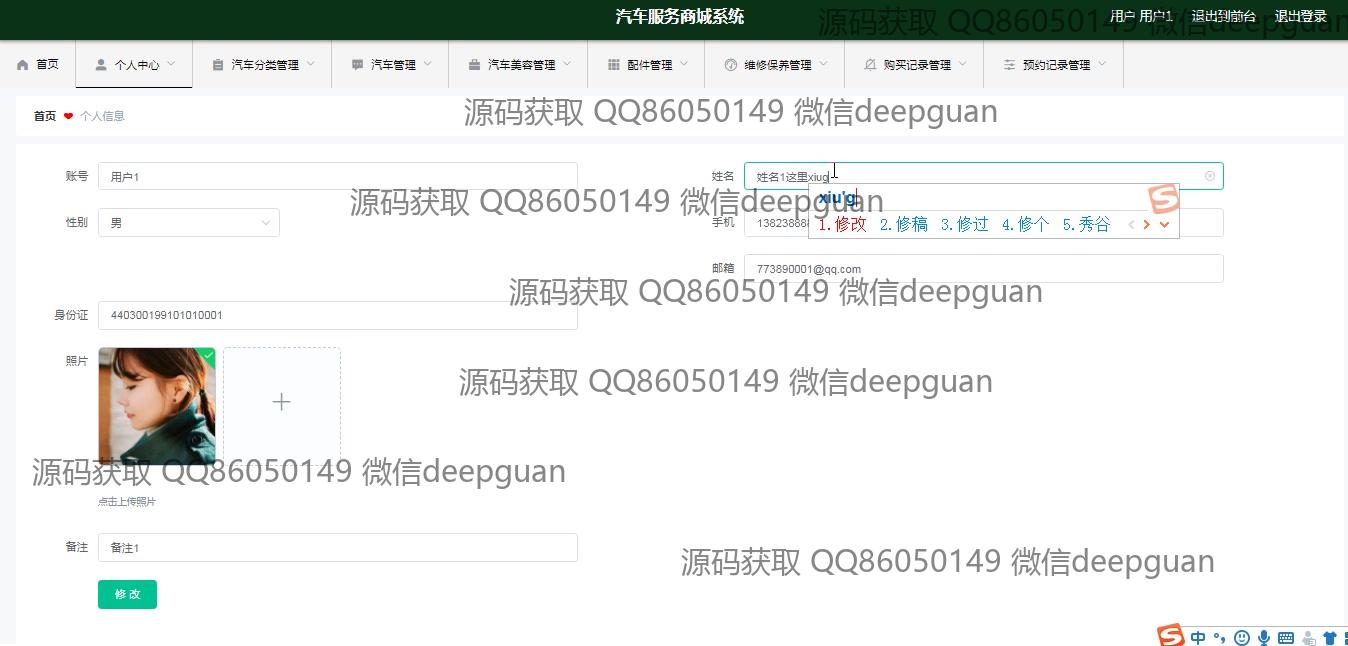 汽车服务商城系统
用户 用户1 退出到前台 退出登录
源码获取 QQ86050149 微信deepguan
首页 个人中心 汽车分类管理 汽车管理 汽车美容管理 配件管理 维修保养管理 购买记录管理 预约记录管理
首页 个人信息
源码获取 QQ86050149 微信deepguan
账号 用户1
姓名 姓名1这里xiug
xiu'g
源码获取 QQ86050149 微信deepguan
性别 男
手机 138238888
1.修改 2.修稿 3.修过 4.修个 5.秀谷
邮箱 773890001@qq.com
源码获取 QQ86050149 微信deepguan
身份证 440300199101010001
照片
源码获取 QQ86050149 微信deepguan
源码获取 QQ86050149 微信deepguan
点击上传照片
备注 备注1
源码获取 QQ86050149 微信deepguan
修改
中